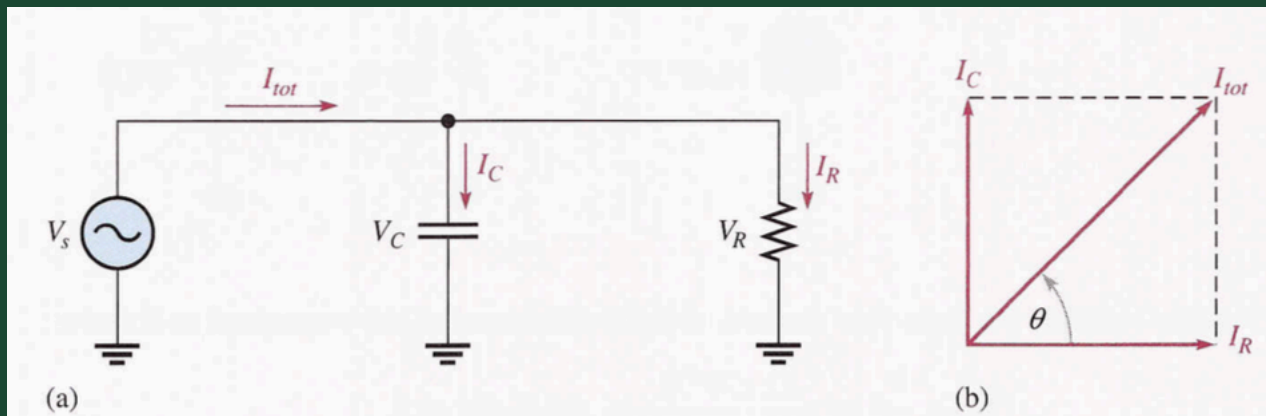 I_tot
I_C
I_R
V_s
V_C
V_R
(a)
I_C
I_tot
θ
I_R
(b)